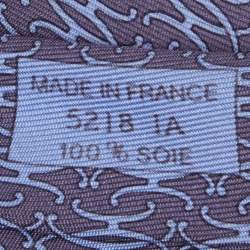 MADE IN FRANCE
5218 IA
100 % SOIE